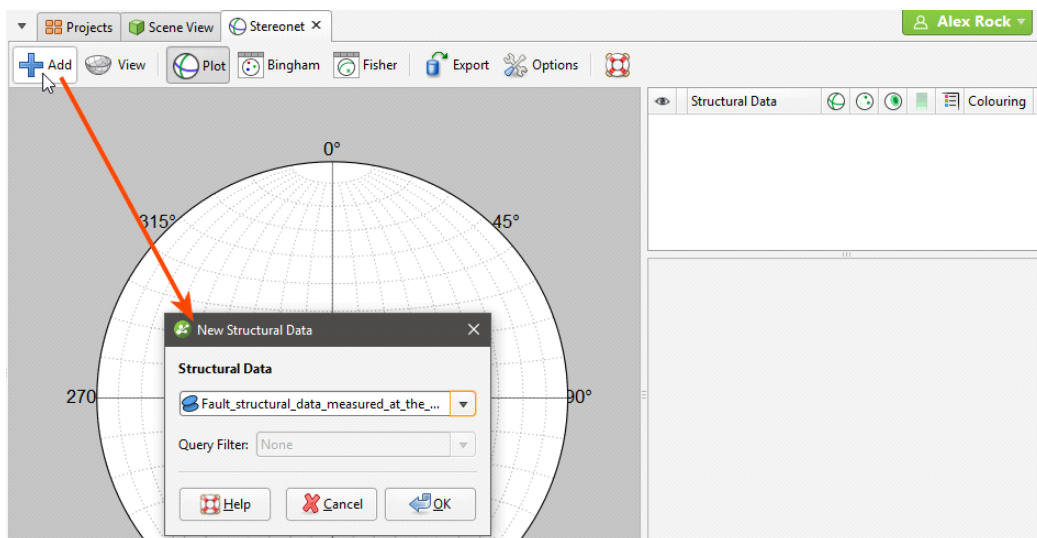 Projects Scene View Stereonet Alex Rock
Add View Plot Bingham Fisher Export Options
Structural Data Colouring
0°
315° 45°
New Structural Data
Structural Data
270 90°
Fault_structural_data_measured_at_the_...
Query Filter: None
Help Cancel OK